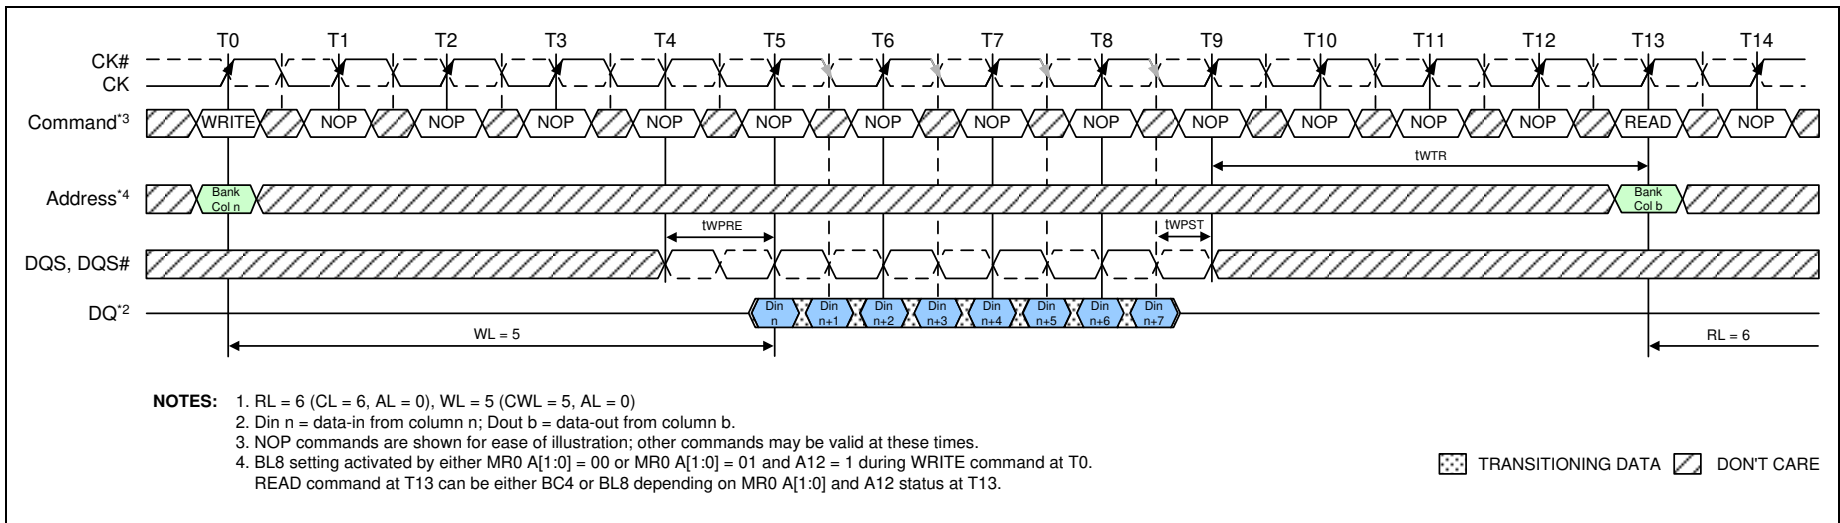 T0 T1 T2 T3 T4 T5 T6 T7 T8 T9 T10 T11 T12 T13 T14
CK#
CK
Command*3 WRITE NOP NOP NOP NOP NOP NOP NOP NOP NOP NOP NOP NOP READ NOP
tWTR
Address*4 Bank Col n Bank Col b
tWPRE tWPST
DQS, DQS#
DQ*2 Din n Din n+1 Din n+2 Din n+3 Din n+4 Din n+5 Din n+6 Din n+7
WL = 5 RL = 6
NOTES: 1. RL = 6 (CL = 6, AL = 0), WL = 5 (CWL = 5, AL = 0)
2. Din n = data-in from column n; Dout b = data-out from column b.
3. NOP commands are shown for ease of illustration; other commands may be valid at these times.
4. BL8 setting activated by either MR0 A[1:0] = 00 or MR0 A[1:0] = 01 and A12 = 1 during WRITE command at T0.
READ command at T13 can be either BC4 or BL8 depending on MR0 A[1:0] and A12 status at T13.
TRANSITIONING DATA DON'T CARE